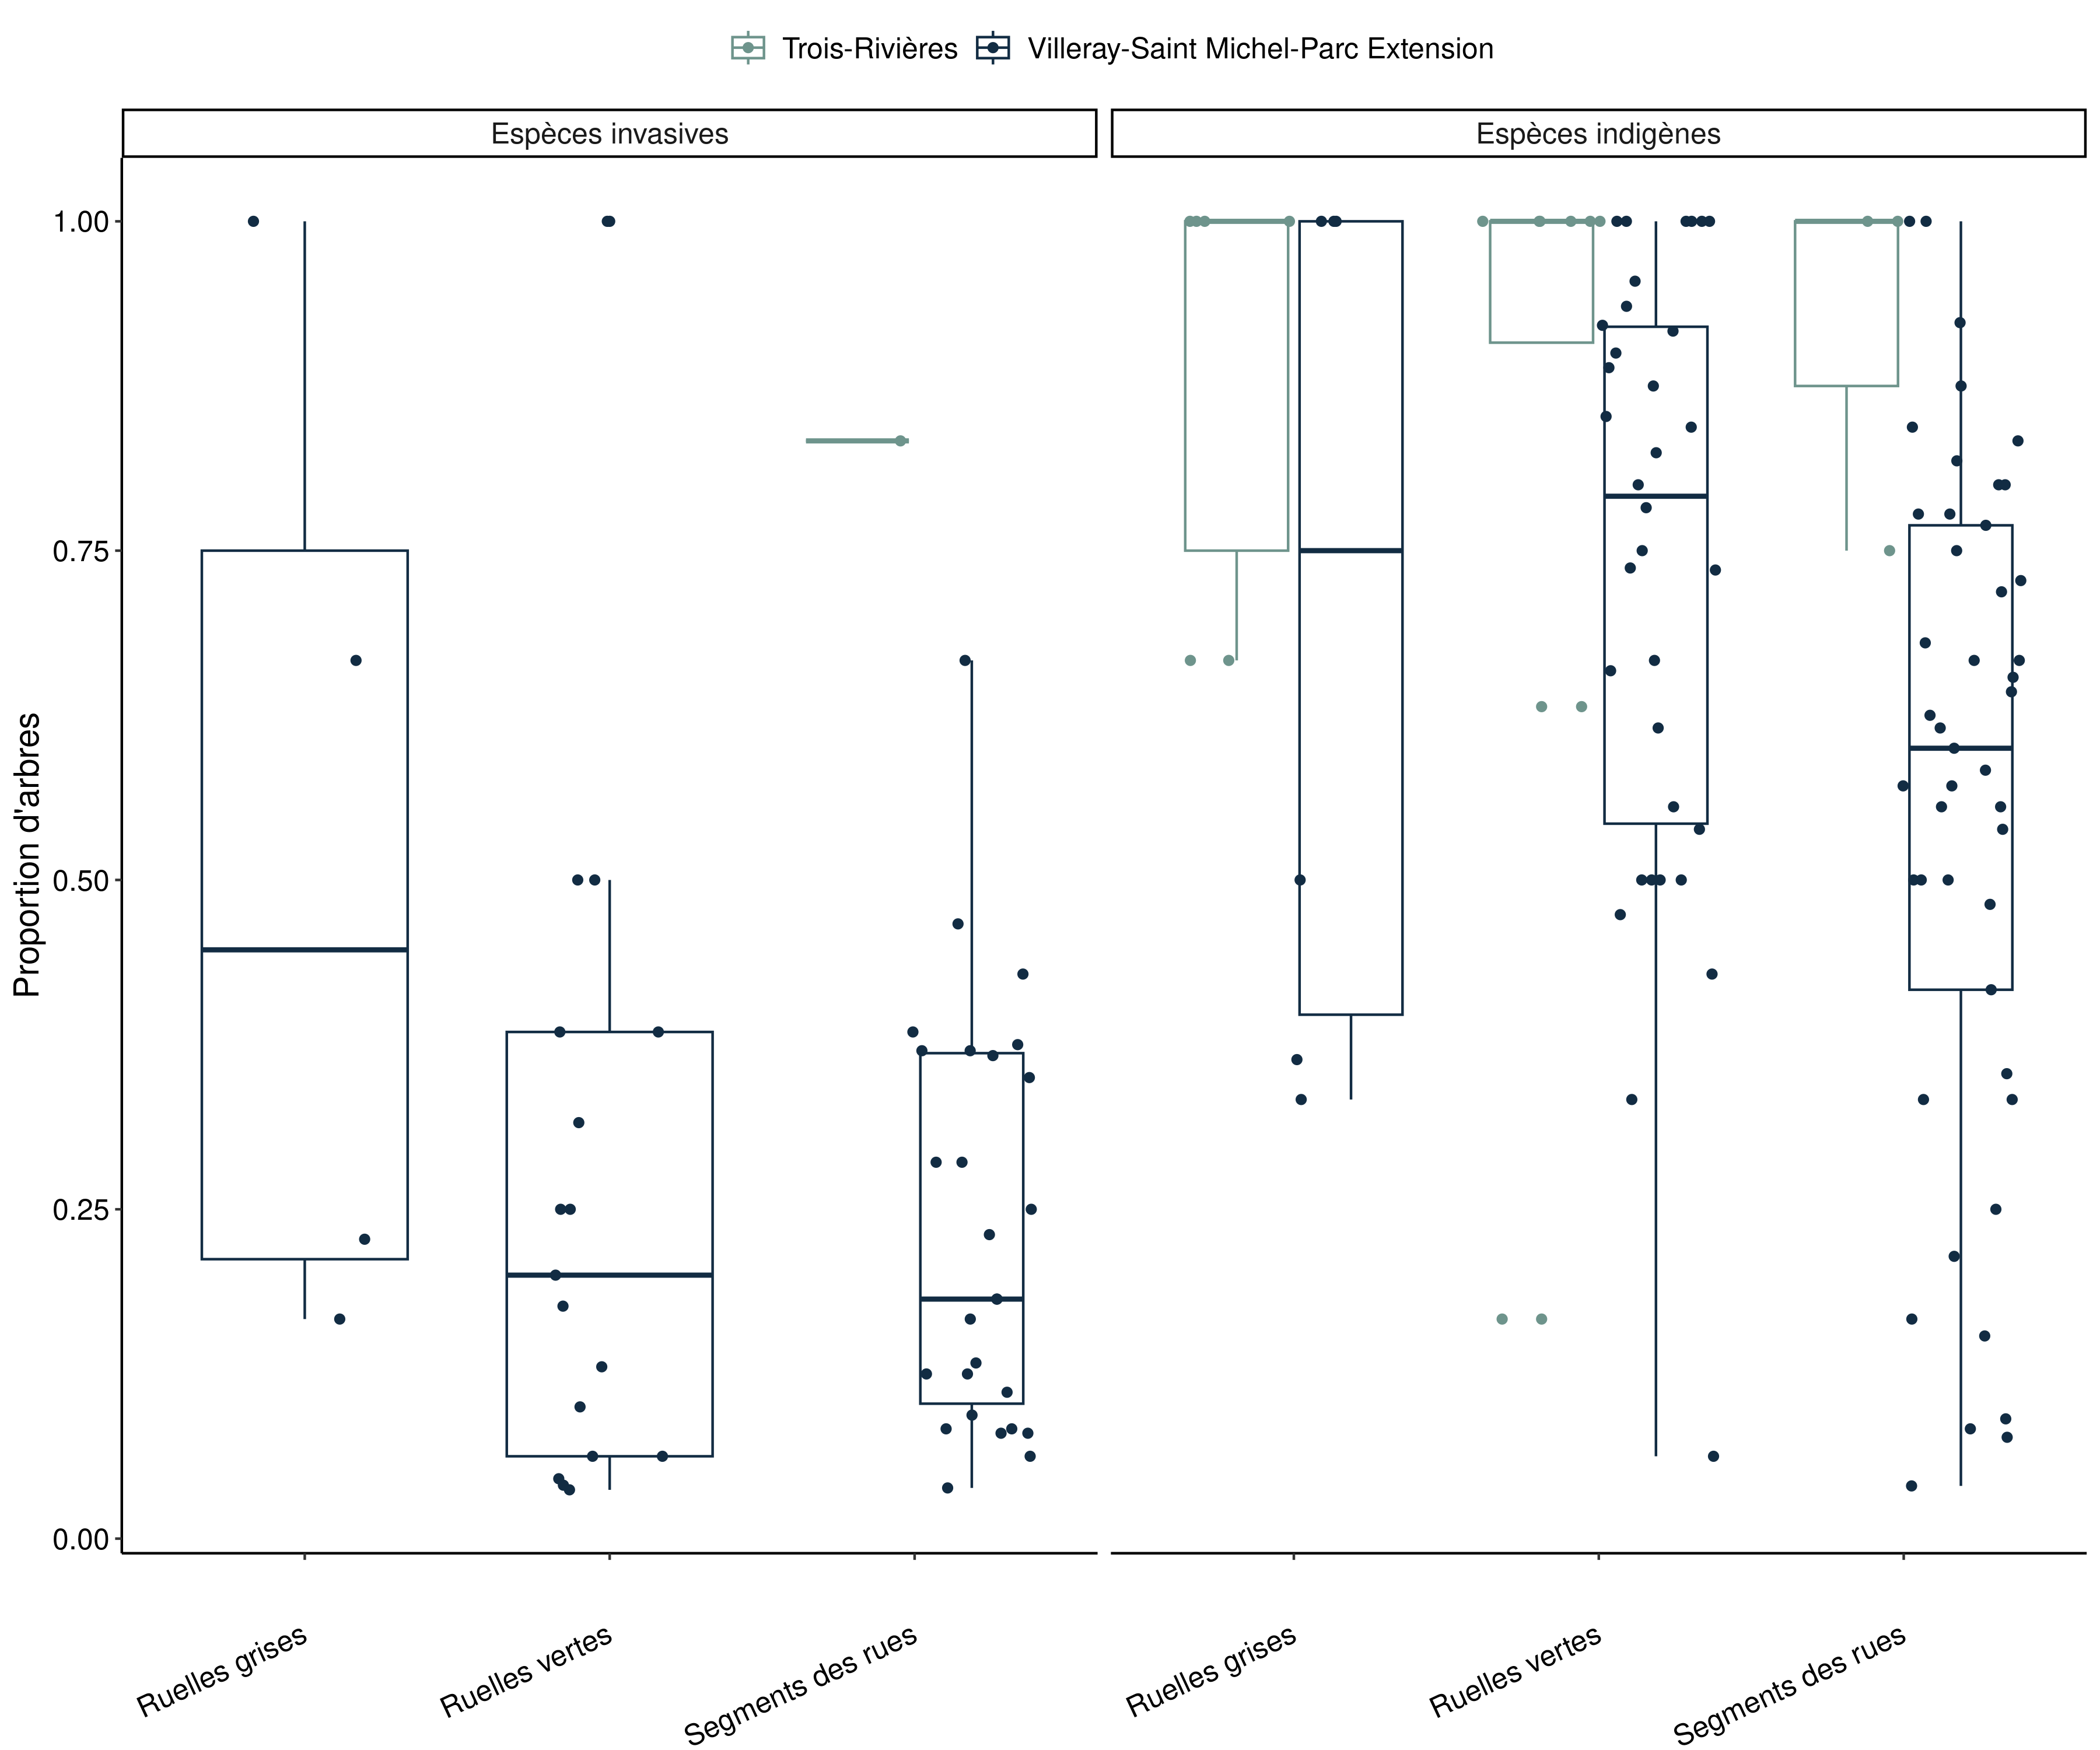 Trois-Rivières Villeray-Saint Michel-Parc Extension
Espèces invasives Espèces indigènes
Proportion d'arbres
1.00
0.75
0.50
0.25
0.00
Ruelles grises Ruelles vertes Segments des rues Ruelles grises Ruelles vertes Segments des rues